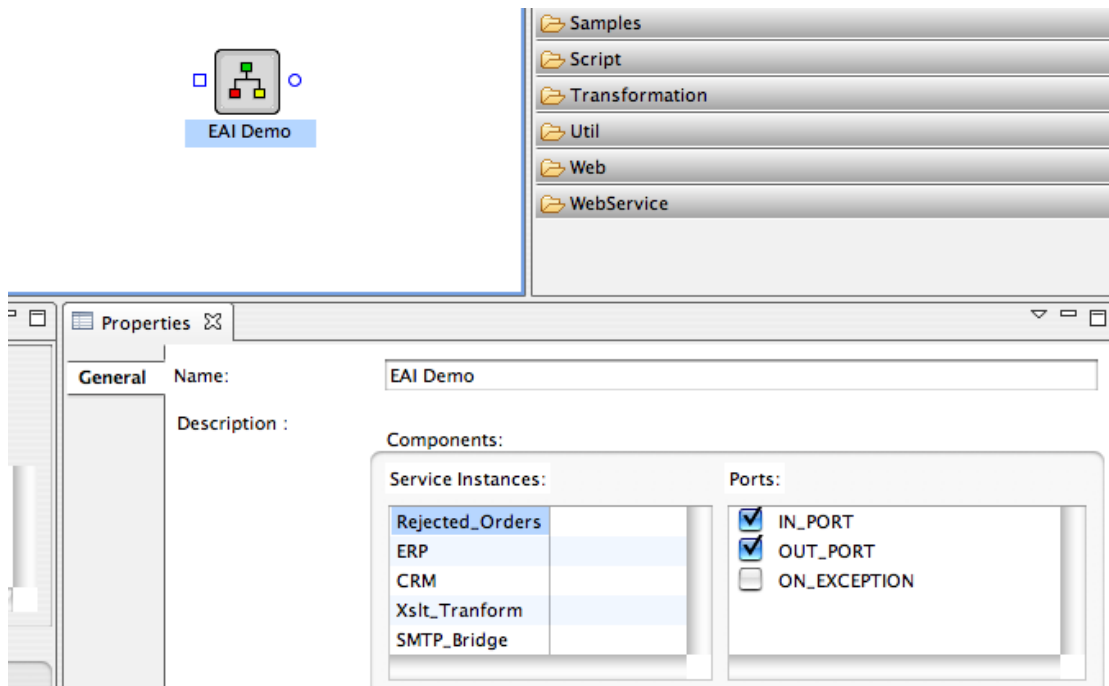 Samples
Script
Transformation
Util
Web
WebService
EAI Demo
Properties
General
Name:
EAI Demo
Description :
Components:
Service Instances:
Ports:
Rejected_Orders
ERP
CRM
Xslt_Tranform
SMTP_Bridge
IN_PORT
OUT_PORT
ON_EXCEPTION